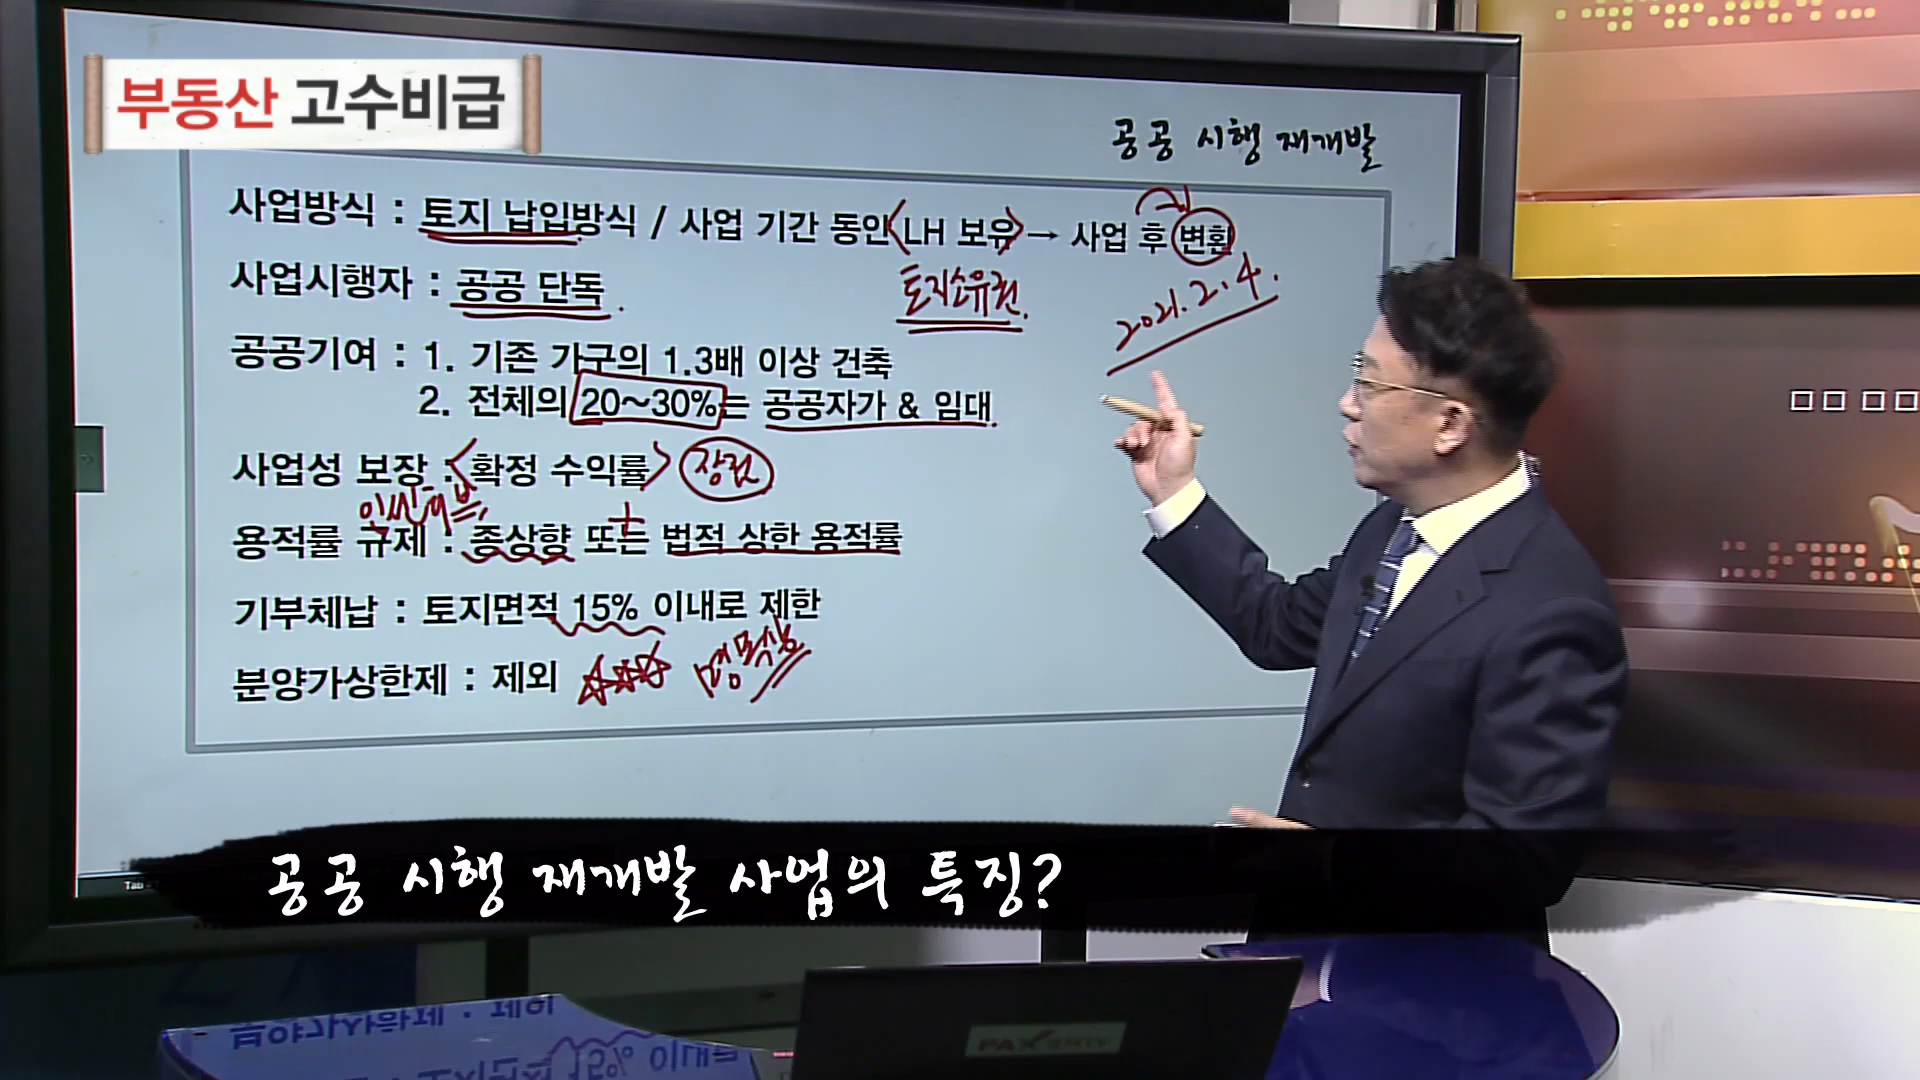 부동산 고수비급
공공 시행 재개발
사업방식 : 토지 납입방식 / 사업 기간 동안 LH 보유 → 사업 후 변환
토지소유권.
2021.2.4.
사업시행자 : 공공 단독
공공기여 : 1. 기존 가구의 1.3배 이상 건축
2. 전체의 20~30%는 공공자가 & 임대
사업성 보장 : 확정 수익률
용적률 규제 : 종상향 또는 법적 상한 용적률
+
기부체납 : 토지면적 15% 이내로 제한
분양가상한제 : 제외
공공 시행 재개발 사업의 특징?